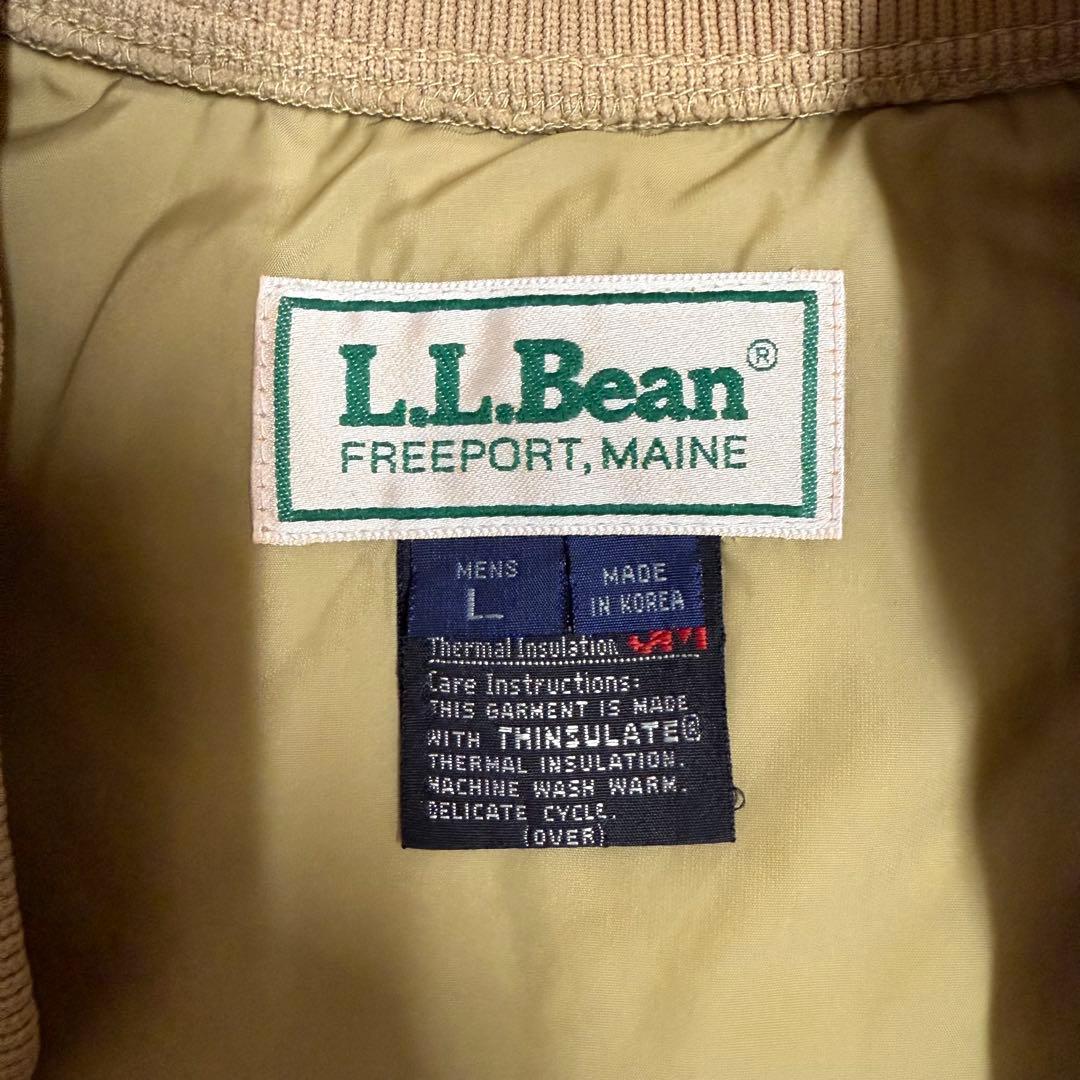 L.L.Bean®
FREEPORT, MAINE
MENS
L
MADE
IN KOREA
Thermal Insulation 3M
Care Instructions:
THIS GARMENT IS MADE
WITH THINSULATE®
THERMAL INSULATION.
MACHINE WASH WARM.
DELICATE CYCLE.
(OVER)